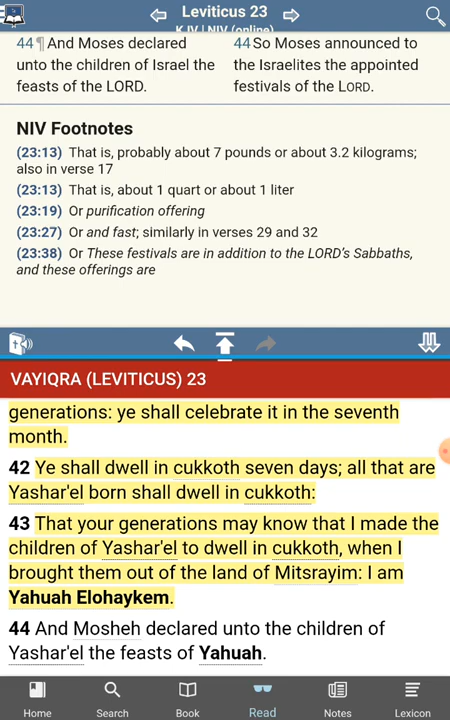 Leviticus 23
KJV | NIV (online)
44¶ And Moses declared
unto the children of Israel the
feasts of the LORD.
44 So Moses announced to
the Israelites the appointed
festivals of the LORD.
NIV Footnotes
(23:13) That is, probably about 7 pounds or about 3.2 kilograms;
also in verse 17
(23:13) That is, about 1 quart or about 1 liter
(23:19) Or purification offering
(23:27) Or and fast; similarly in verses 29 and 32
(23:38) Or These festivals are in addition to the LORD’s Sabbaths,
and these offerings are
VAYIQRA (LEVITICUS) 23
generations: ye shall celebrate it in the seventh
month.
42 Ye shall dwell in cukkoth seven days; all that are
Yashar'el born shall dwell in cukkoth:
43 That your generations may know that I made the
children of Yashar'el to dwell in cukkoth, when I
brought them out of the land of Mitsrayim: I am
Yahuah Elohaykem.
44 And Mosheh declared unto the children of
Yashar'el the feasts of Yahuah.
Home
Search
Book
Read
Notes
Lexicon